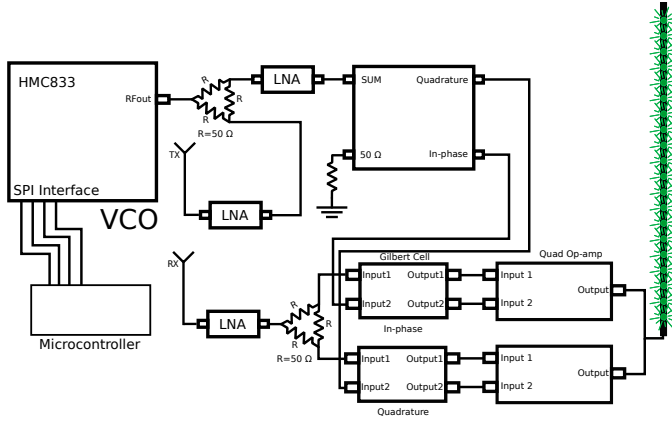 HMC833
RFout
SPI Interface
VCO
Microcontroller
R
R
R
R=50 Ω
LNA
TX
LNA
SUM
Quadrature
50 Ω
In-phase
RX
LNA
R
R
R
R=50 Ω
Gilbert Cell
Input1
Output1
Input2
Output2
In-phase
Quad Op-amp
Input 1
Output
Input 2
Input1
Output1
Input2
Output2
Quadrature
Input 1
Output
Input 2